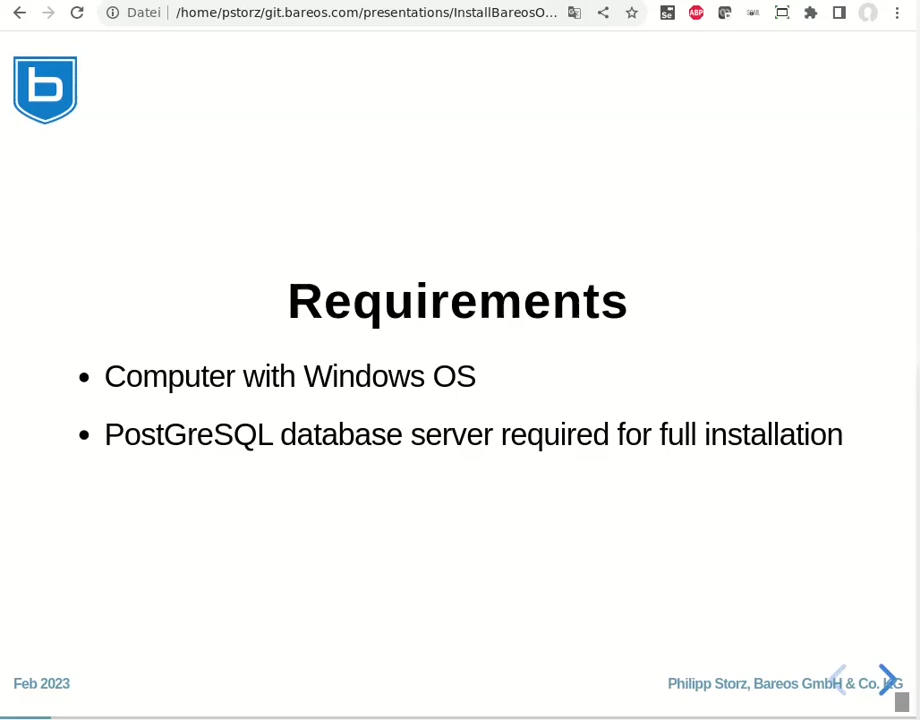 Datei /home/pstorz/git.bareos.com/presentations/InstallBareosO...
b
Requirements
• Computer with Windows OS
• PostGreSQL database server required for full installation
Feb 2023
Philipp Storz, Bareos GmbH & Co. KG